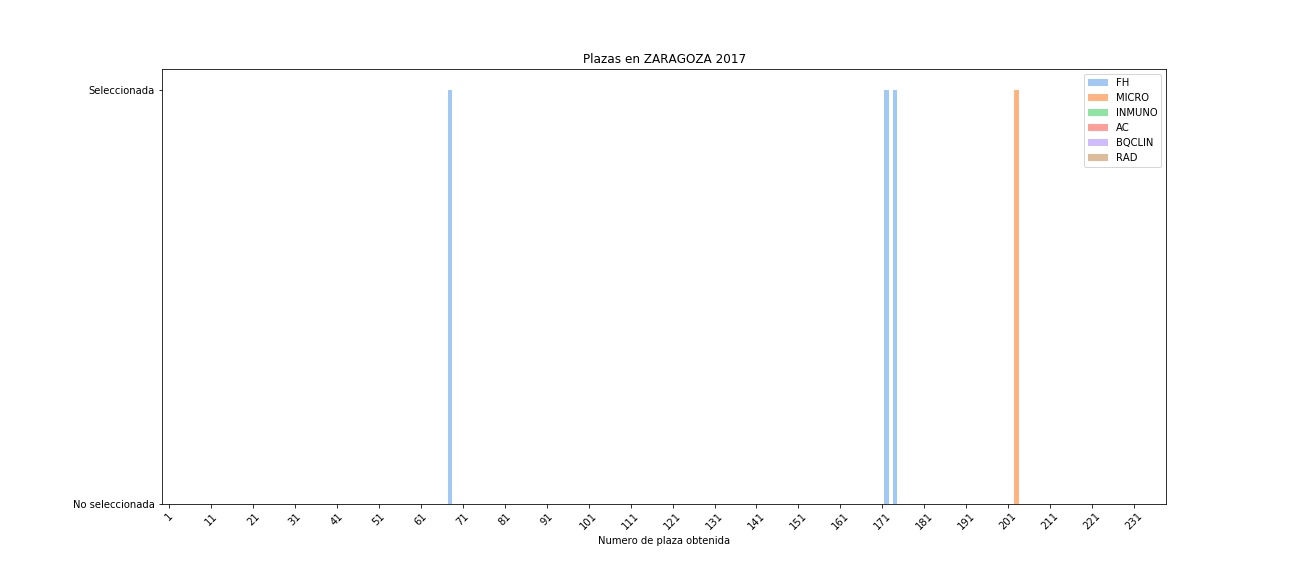 Plazas en ZARAGOZA 2017
Seleccionada
No seleccionada
FH
MICRO
INMUNO
AC
BQCLIN
RAD
1 11 21 31 41 51 61 71 81 91 101 111 121 131 141 151 161 171 181 191 201 211 221 231
Numero de plaza obtenida